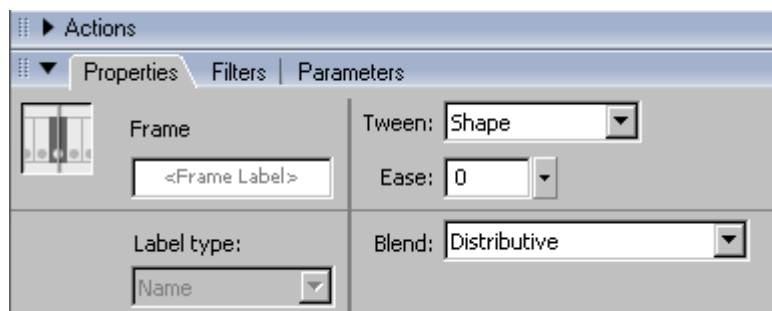 Actions
Properties Filters | Parameters
Frame
<Frame Label>
Label type:
Name
Tween: Shape
Ease: 0
Blend: Distributive